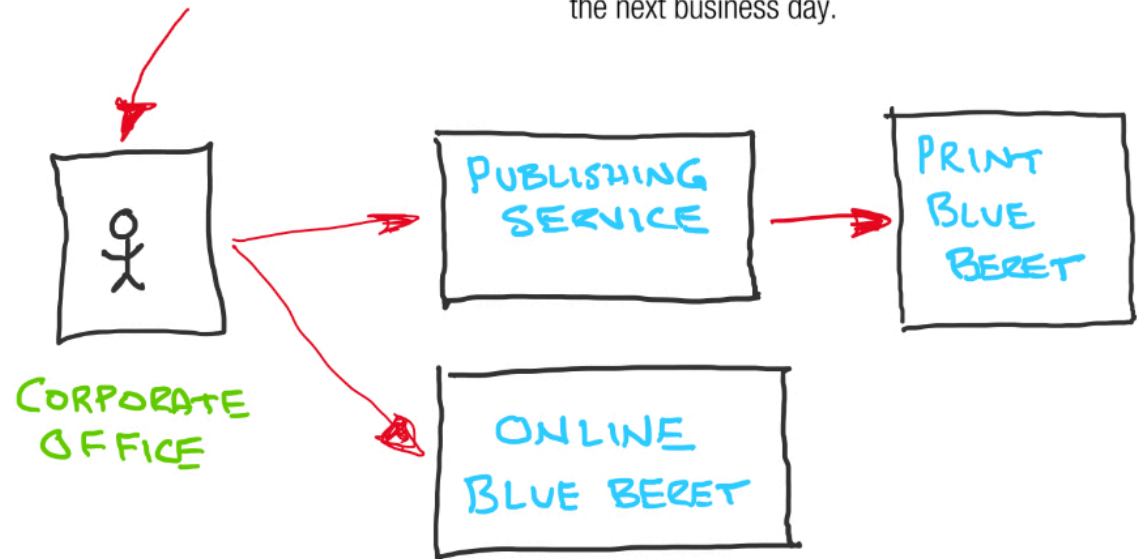 the next business day.
PUBLISHING
SERVICE
PRINT
BLUE
BERET
CORPORATE
OFFICE
ONLINE
BLUE BERET